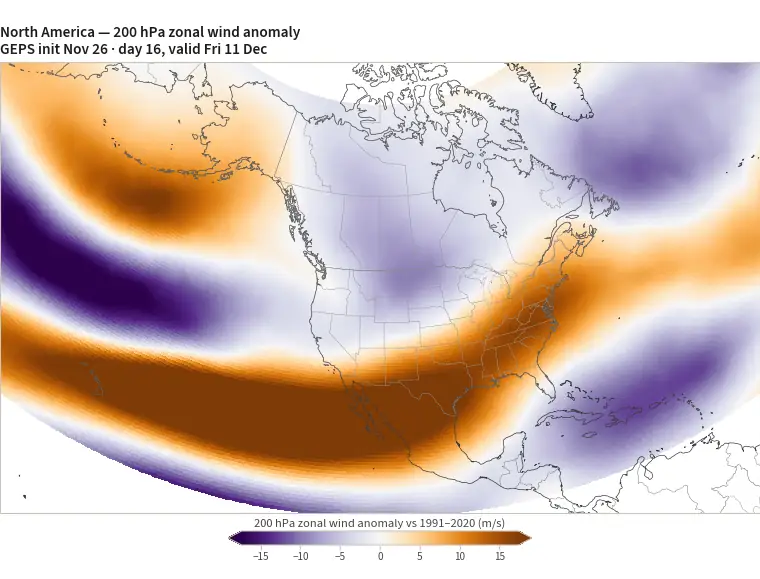 North America — 200 hPa zonal wind anomaly
GEPS init Nov 26 · day 16, valid Fri 11 Dec
200 hPa zonal wind anomaly vs 1991–2020 (m/s)
−15 −10 −5 0 5 10 15